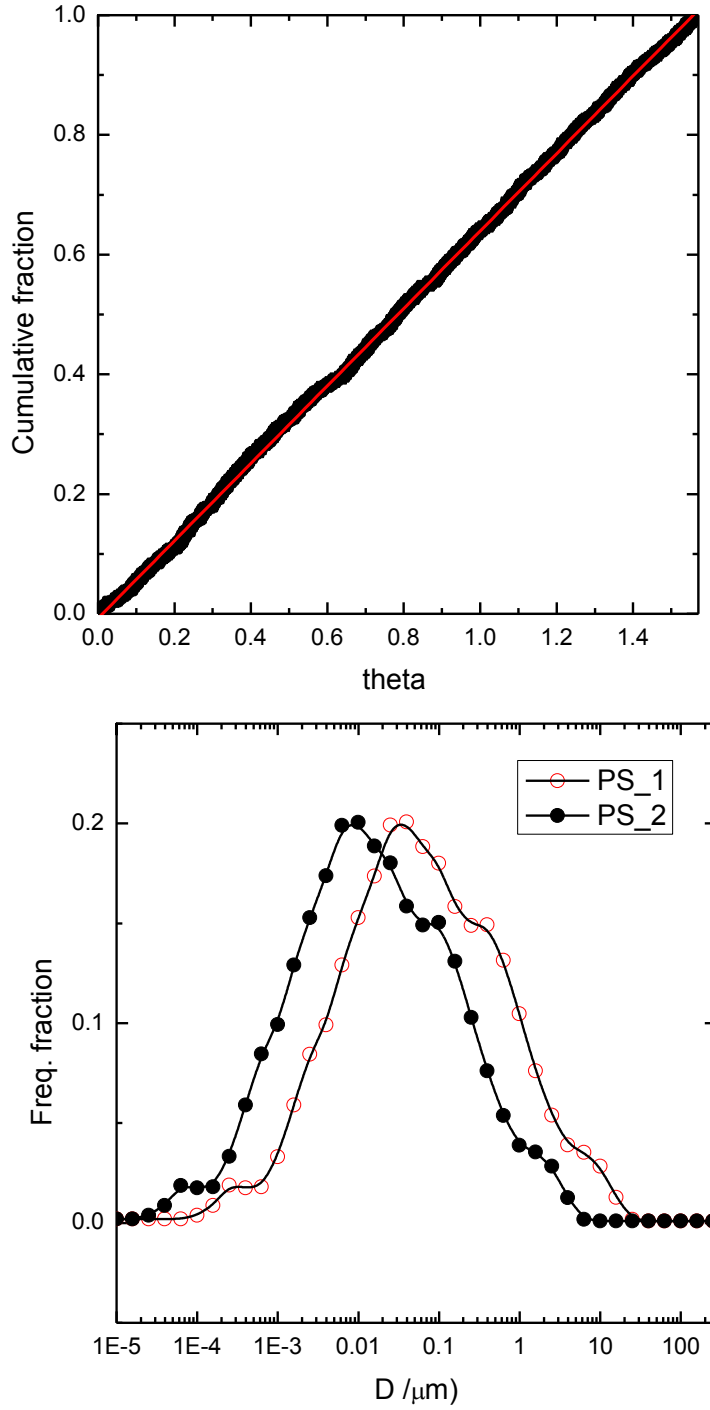 1.0
0.8
0.6
0.4
0.2
0.0
Cumulative fraction
0.0 0.2 0.4 0.6 0.8 1.0 1.2 1.4
theta
0.2
0.1
0.0
Freq. fraction
PS_1
PS_2
1E-5 1E-4 1E-3 0.01 0.1 1 10 100
D /μm)